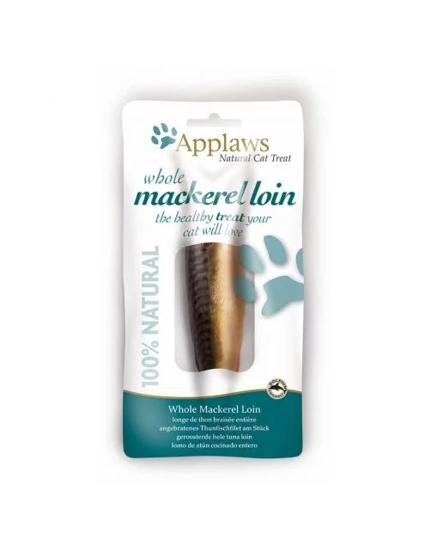 Applaws
Natural Cat Treat
whole
mackerel loin
the healthy treat your
cat will love
100% NATURAL
Whole Mackerel Loin
longe de thon braisée entière
angebratenes Thunfischfilet am Stück
geroosterde hele tuna loin
lomo de atún cocinado entero